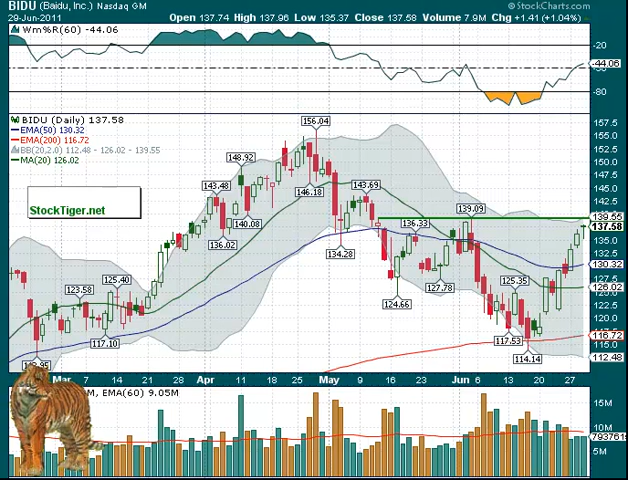 BIDU (Baidu, Inc.) Nasdaq GM © StockCharts.com
29-Jun-2011 Open 137.74 High 137.96 Low 135.37 Close 137.58 Volume 7.9M Chg +1.41 (+1.04%)
Wm%R(14) -44.06
-20
-44.06
-80
BIDU (Daily) 137.58
EMA(50) 130.32
EMA(200) 116.72
BB(20,2.0) 112.48 - 126.02 - 139.55
MA(20) 126.02
StockTiger.net
156.04
148.92
146.18
143.48
143.69
140.08
139.09
136.02
136.33
134.28
127.78
125.40
125.35
123.58
124.66
117.10
117.53
114.14
157.5
155.0
152.5
150.0
147.5
145.0
142.5
139.55
137.58
135.0
132.5
130.32
126.02
125.0
122.5
120.0
116.72
115.0
112.48
Mar 7 14 21 28 Apr 11 18 25 May 9 16 23 Jun 6 13 20 27
M, EMA(60) 9.05M
15M
10M
7937618
5M